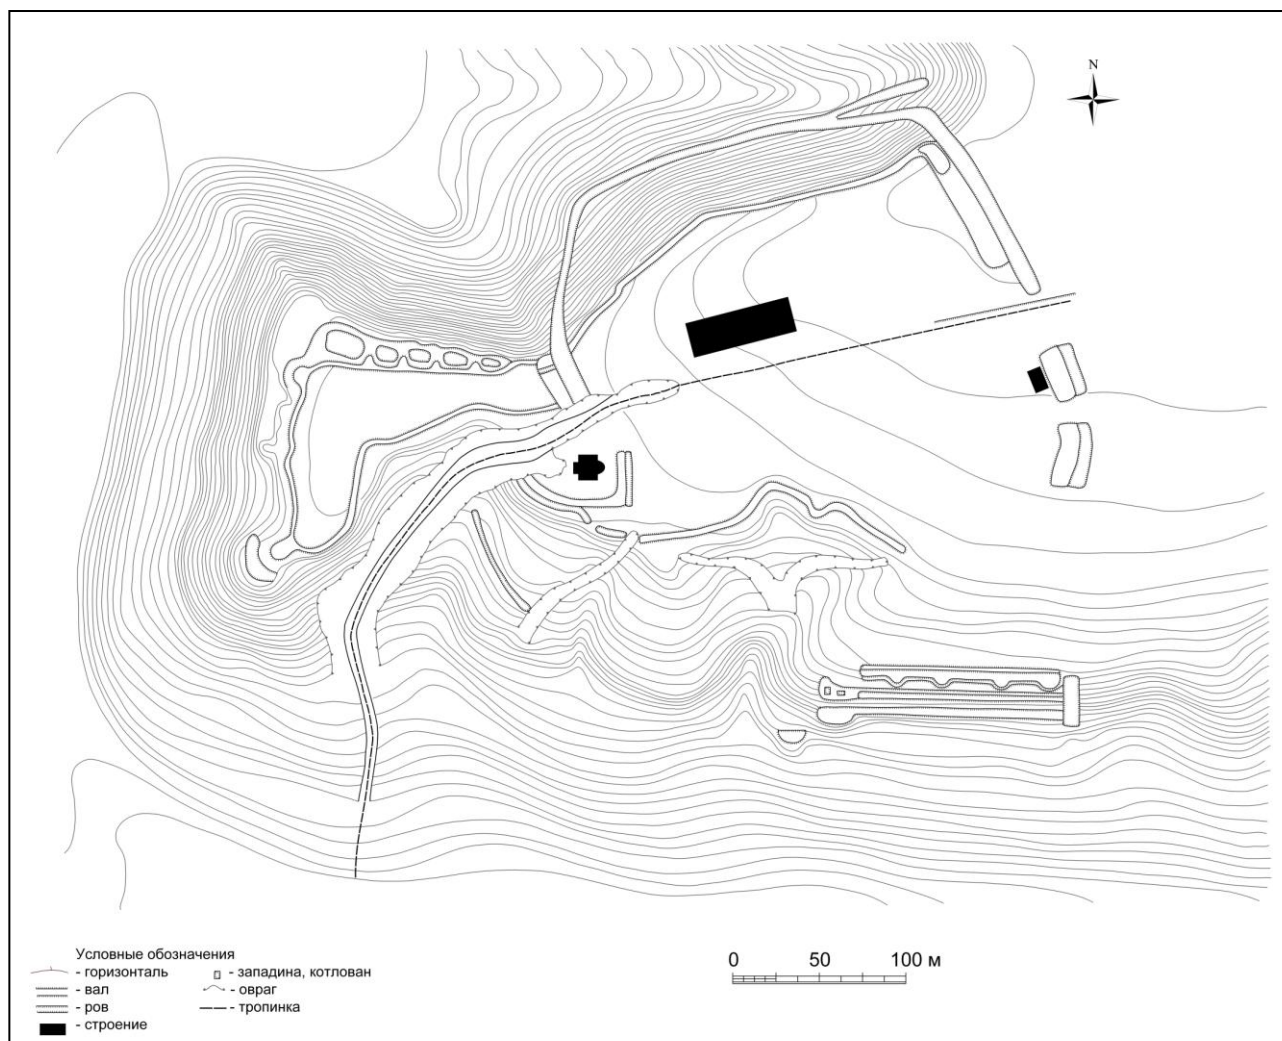 N
Условные обозначения
- горизонталь
- вал
- ров
- строение
- западина, котлован
- овраг
- тропинка
0 50 100 м